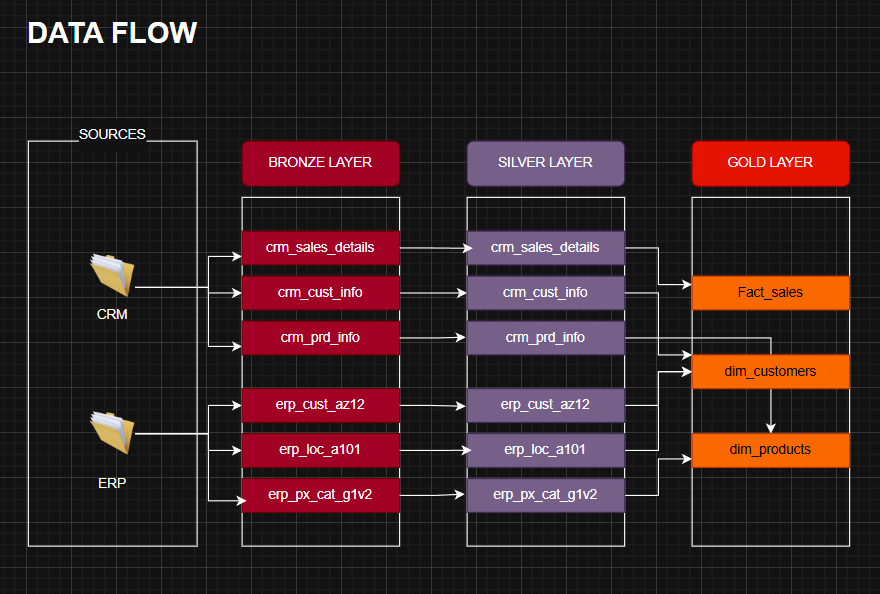 DATA FLOW
SOURCES
BRONZE LAYER
SILVER LAYER
GOLD LAYER
CRM
ERP
crm_sales_details
crm_cust_info
crm_prd_info
erp_cust_az12
erp_loc_a101
erp_px_cat_g1v2
crm_sales_details
crm_cust_info
crm_prd_info
erp_cust_az12
erp_loc_a101
erp_px_cat_g1v2
Fact_sales
dim_customers
dim_products